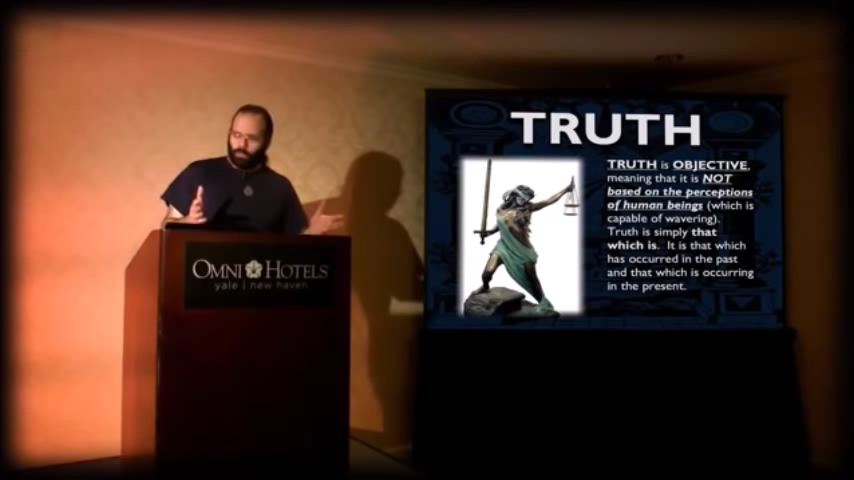 OMNI HOTELS
yale | new haven
TRUTH
TRUTH is OBJECTIVE,
meaning that it is NOT
based on the perceptions
of human beings (which is
capable of wavering).
Truth is simply that
which is. It is that which
has occurred in the past
and that which is occurring
in the present.